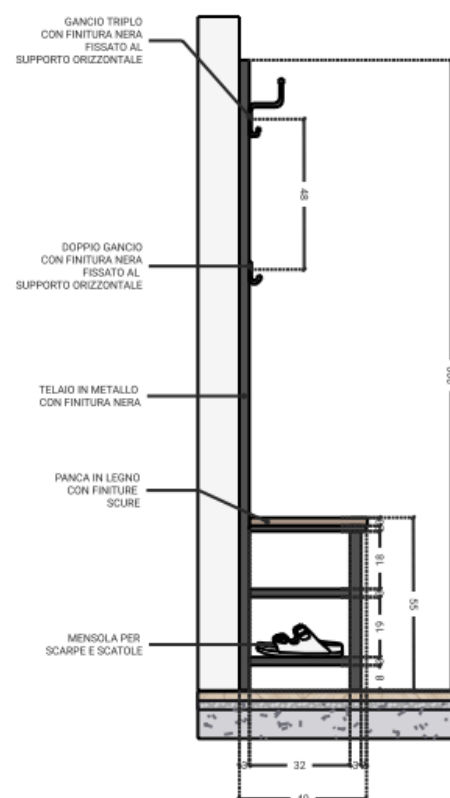 GANCIO TRIPLO
CON FINITURA NERA
FISSATO AL
SUPPORTO ORIZZONTALE
48
DOPPIO GANCIO
CON FINITURA NERA
FISSATO AL
SUPPORTO ORIZZONTALE
TELAIO IN METALLO
CON FINITURA NERA
PANCA IN LEGNO
CON FINITURE
SCURE
18
55
19
MENSOLA PER
SCARPE E SCATOLE
8
3
32
3